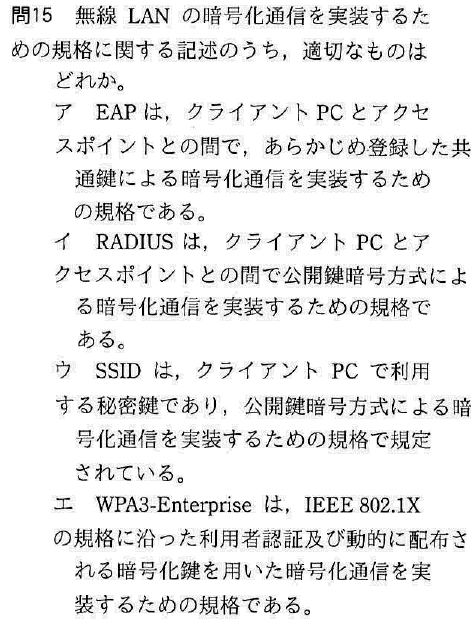 問15　無線 LAN の暗号化通信を実装するた
めの規格に関する記述のうち，適切なものは
どれか。
ア　EAP は，クライアント PC とアクセ
スポイントとの間で，あらかじめ登録した共
通鍵による暗号化通信を実装するため
の規格である。
イ　RADIUS は，クライアント PC とア
クセスポイントとの間で公開鍵暗号方式によ
る暗号化通信を実装するための規格で
ある。
ウ　SSID は，クライアント PC で利用
する秘密鍵であり，公開鍵暗号方式による暗
号化通信を実装するための規格で規定
されている。
エ　WPA3-Enterprise は，IEEE 802.1X
の規格に沿った利用者認証及び動的に配布さ
れる暗号化鍵を用いた暗号化通信を実
装するための規格である。